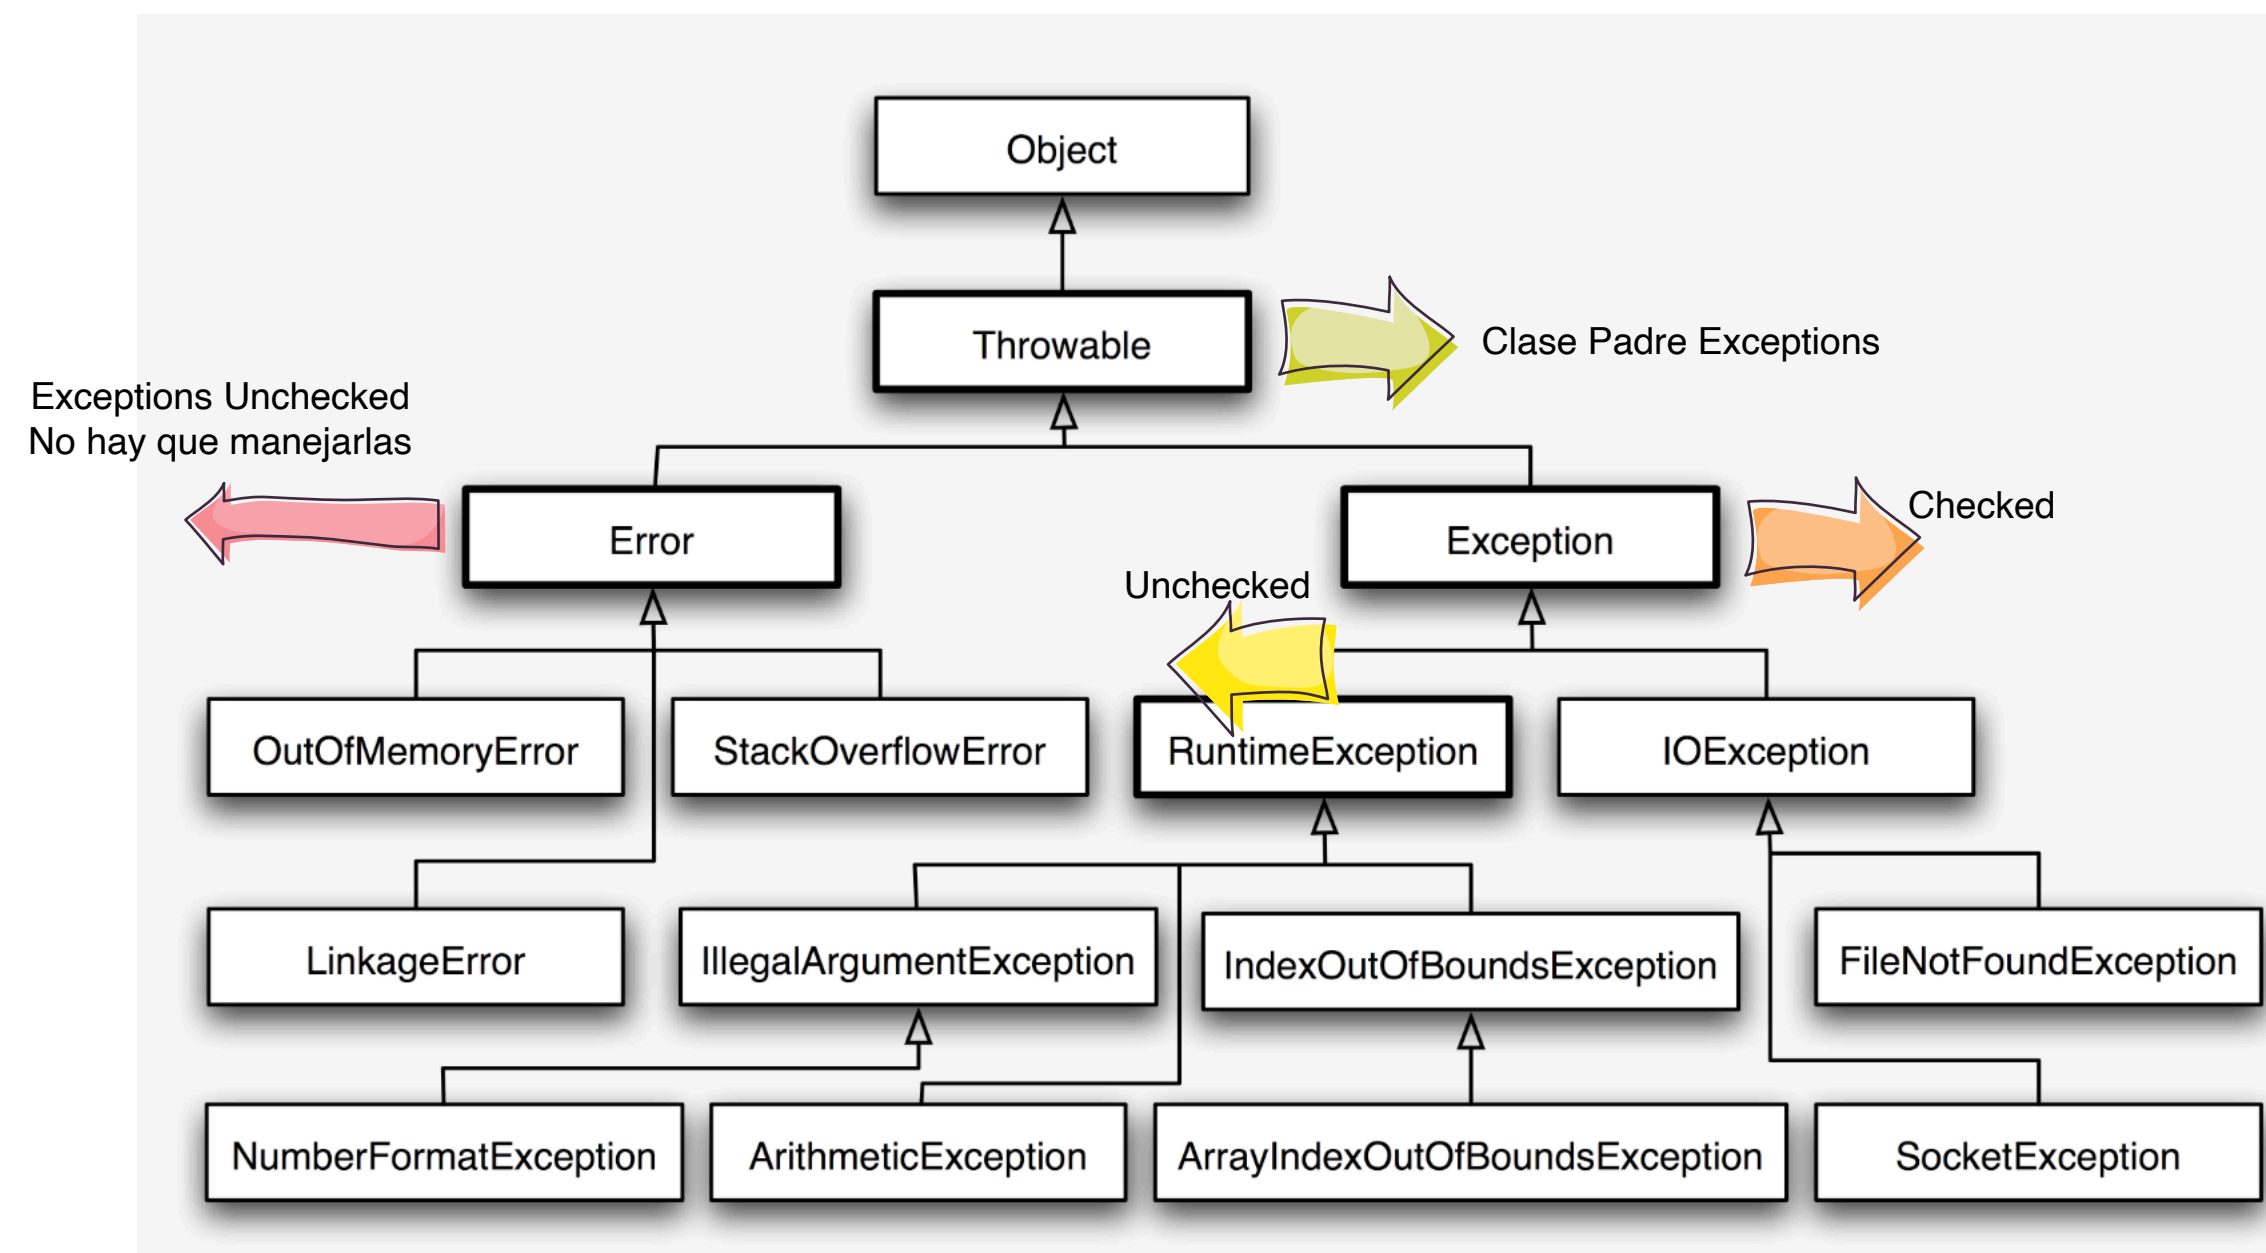 Object
Throwable
Clase Padre Exceptions
Exceptions Unchecked
No hay que manejarlas
Error
Exception
Checked
Unchecked
OutOfMemoryError
StackOverflowError
RuntimeException
IOException
LinkageError
IllegalArgumentException
IndexOutOfBoundsException
FileNotFoundException
NumberFormatException
ArithmeticException
ArrayIndexOutOfBoundsException
SocketException